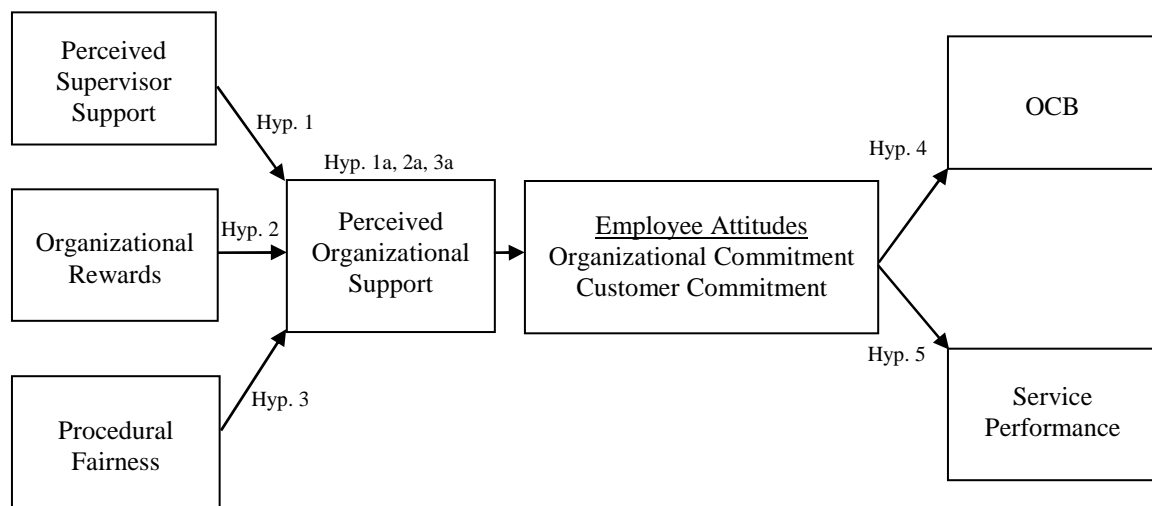 Perceived
Supervisor
Support
Hyp. 1
Organizational
Rewards
Hyp. 2
Procedural
Fairness
Hyp. 3
Hyp. 1a, 2a, 3a
Perceived
Organizational
Support
Employee Attitudes
Organizational Commitment
Customer Commitment
Hyp. 4
OCB
Hyp. 5
Service
Performance